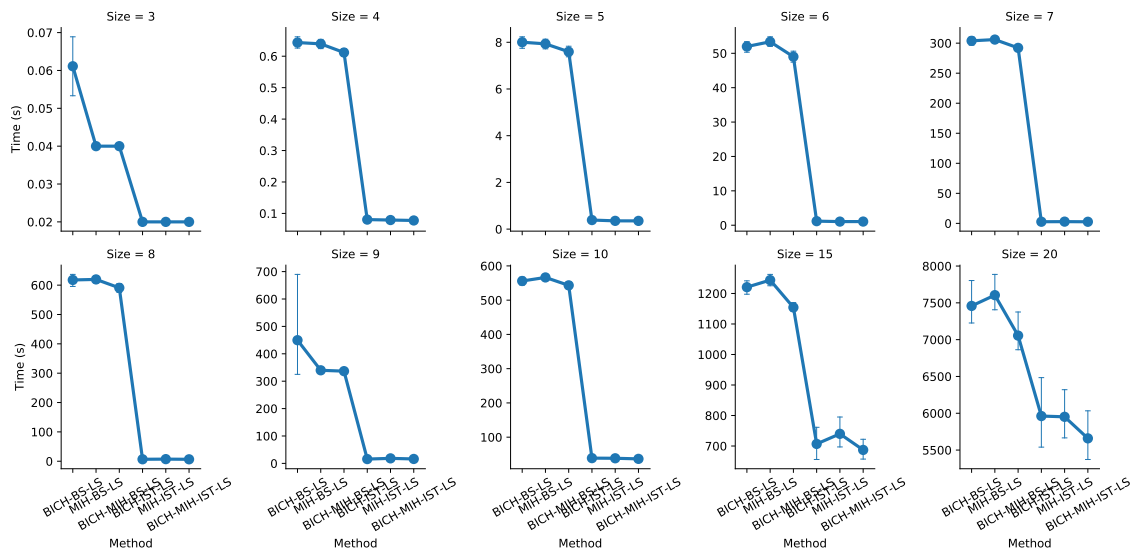 Size = 3
Size = 4
Size = 5
Size = 6
Size = 7
0.07
0.06
0.05
0.04
0.03
0.02
Time (s)
0.6
0.5
0.4
0.3
0.2
0.1
8
6
4
2
0
50
40
30
20
10
0
300
250
200
150
100
50
0
Size = 8
Size = 9
Size = 10
Size = 15
Size = 20
600
500
400
300
200
100
0
Time (s)
700
600
500
400
300
200
100
0
600
500
400
300
200
100
1200
1100
1000
900
800
700
8000
7500
7000
6500
6000
5500
BICH-BS-LS
MIH-BS-LS
BICH-MIH-BS-LS
BICH-IST-LS
MIH-IST-LS
BICH-MIH-IST-LS
BICH-BS-LS
MIH-BS-LS
BICH-MIH-BS-LS
BICH-IST-LS
MIH-IST-LS
BICH-MIH-IST-LS
BICH-BS-LS
MIH-BS-LS
BICH-MIH-BS-LS
BICH-IST-LS
MIH-IST-LS
BICH-MIH-IST-LS
BICH-BS-LS
MIH-BS-LS
BICH-MIH-BS-LS
BICH-IST-LS
MIH-IST-LS
BICH-MIH-IST-LS
BICH-BS-LS
MIH-BS-LS
BICH-MIH-BS-LS
BICH-IST-LS
MIH-IST-LS
BICH-MIH-IST-LS
Method
Method
Method
Method
Method